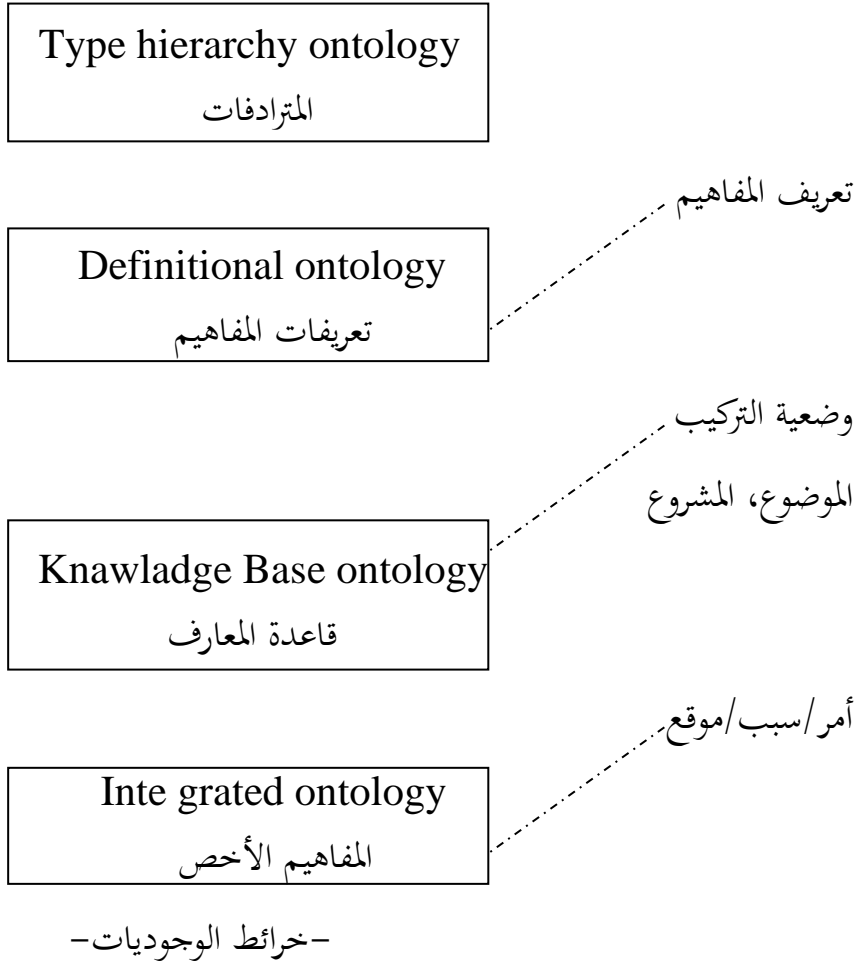 Type hierarchy ontology
المترادفات
تعريف المفاهيم
Definitional ontology
تعريفات المفاهيم
وضعية التركيب
الموضوع، المشروع
Knawladge Base ontology
قاعدة المعارف
أمر/سبب/موقع
Inte grated ontology
المفاهيم الأخص
-خرائط الوجوديات-